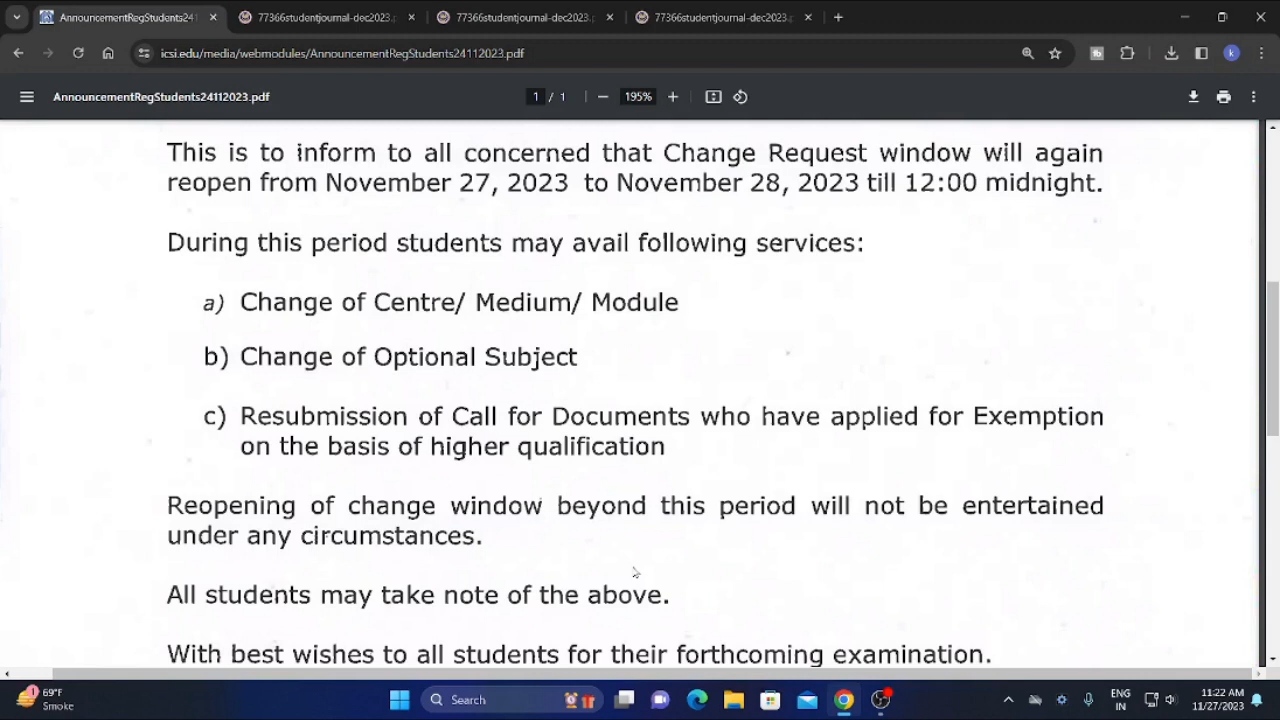 AnnouncementRegStudents241
77366studentjournal-dec2023.p
77366studentjournal-dec2023.p
77366studentjournal-dec2023.p
icsi.edu/media/webmodules/AnnouncementRegStudents24112023.pdf
k
AnnouncementRegStudents24112023.pdf
1 / 1
195%
This is to inform to all concerned that Change Request window will again
reopen from November 27, 2023 to November 28, 2023 till 12:00 midnight.
During this period students may avail following services:
a) Change of Centre/ Medium/ Module
b) Change of Optional Subject
c) Resubmission of Call for Documents who have applied for Exemption
on the basis of higher qualification
Reopening of change window beyond this period will not be entertained
under any circumstances.
All students may take note of the above.
With best wishes to all students for their forthcoming examination.
1
69°F
Smoke
Search
ENG
IN
11:22 AM
11/27/2023